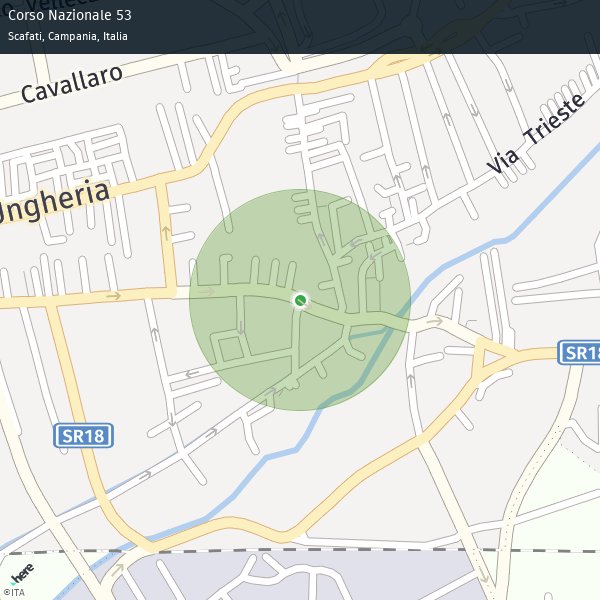 Corso Nazionale 53
Scafati, Campania, Italia
Cavallaro
Via Trieste
Ungheria
SR18
SR18
here
©ITA